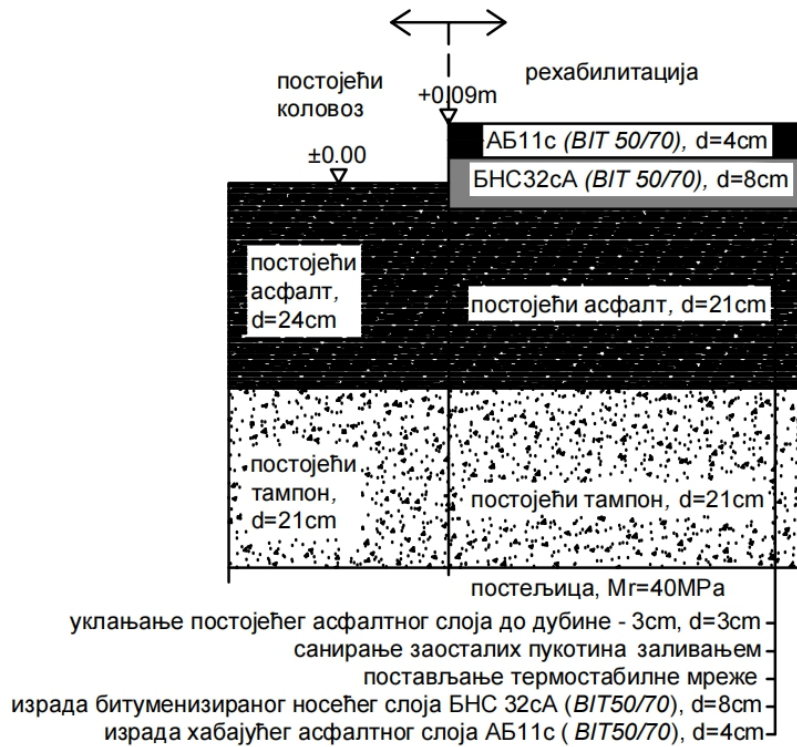 постојећи
коловоз
рехабилитација
+0.09m
±0.00
АБ11с (BIT 50/70), d=4cm
БНС32сА (BIT 50/70), d=8cm
постојећи
асфалт,
d=24cm
постојећи асфалт, d=21cm
постојећи
тампон,
d=21cm
постојећи тампон, d=21cm
постељица, Mr=40MPa
уклањање постојећег асфалтног слоја до дубине - 3cm, d=3cm
санирање заосталих пукотина заливањем
постављање термостабилне мреже
израда битуменизираног носећег слоја БНС 32сА (BIT50/70), d=8cm
израда хабајућег асфалтног слоја АБ11с ( BIT50/70), d=4cm